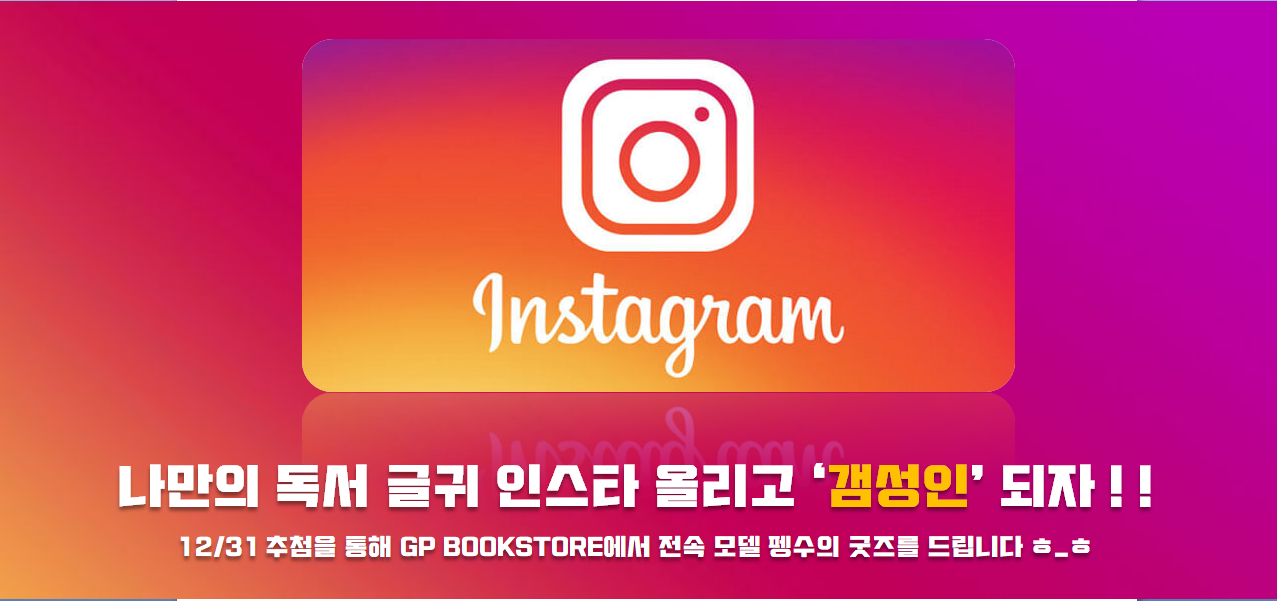 Instagram
나만의 독서 글귀 인스타 올리고 ‘갬성인’ 되자!!
12/31 추첨을 통해 GP BOOKSTORE에서 전속 모델 펭수의 굿즈를 드립니다 ㅎ_ㅎ